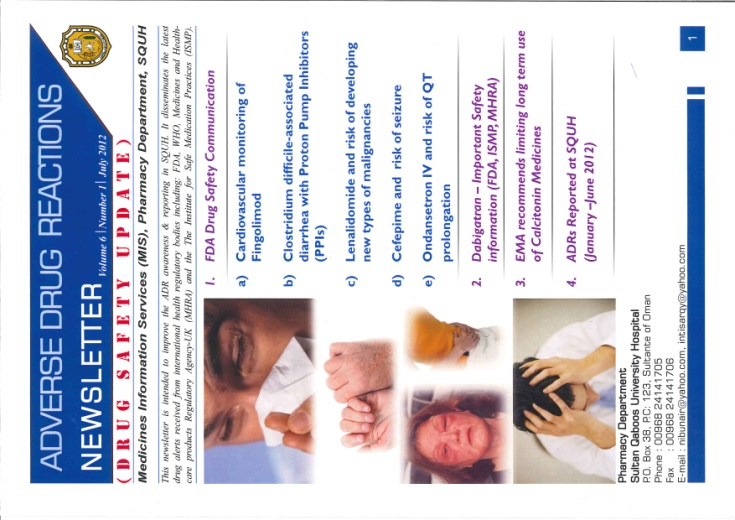 ADVERSE DRUG REACTIONS
NEWSLETTER
Volume 6 | Number 1 | July 2012
( DRUG SAFETY UPDATE )
Medicines Information Services (MIS), Pharmacy Department, SQUH
This newsletter is intended to improve the ADR awareness & reporting in SQUH. It disseminates the latest
drug alerts received from international health regulatory bodies including: FDA, WHO, Medicines and Health-
care products Regulatory Agency-UK (MHRA) and the The Institute for Safe Medication Practices (ISMP).
1. FDA Drug Safety Communication
a) Cardiovascular monitoring of
Fingolimod
b) Clostridium difficile-associated
diarrhea with Proton Pump Inhibitors
(PPIs)
c) Lenalidomide and risk of developing
new types of malignancies
d) Cefepime and risk of seizure
e) Ondansetron IV and risk of QT
prolongation
2. Dabigatran – Important Safety
information (FDA, ISMP, MHRA)
3. EMA recommends limiting long term use
of Calcitonin Medicines
4. ADRs Reported at SQUH
(January –June 2012)
Pharmacy Department
Sultan Qaboos University Hospital
P.O. Box 38, P.C: 123, Sultante of Oman
Phone : 00968 24141705
Fax : 00968 24141706
E-mail : nibunair@yahoo.com, intisarqy@yahoo.com
1